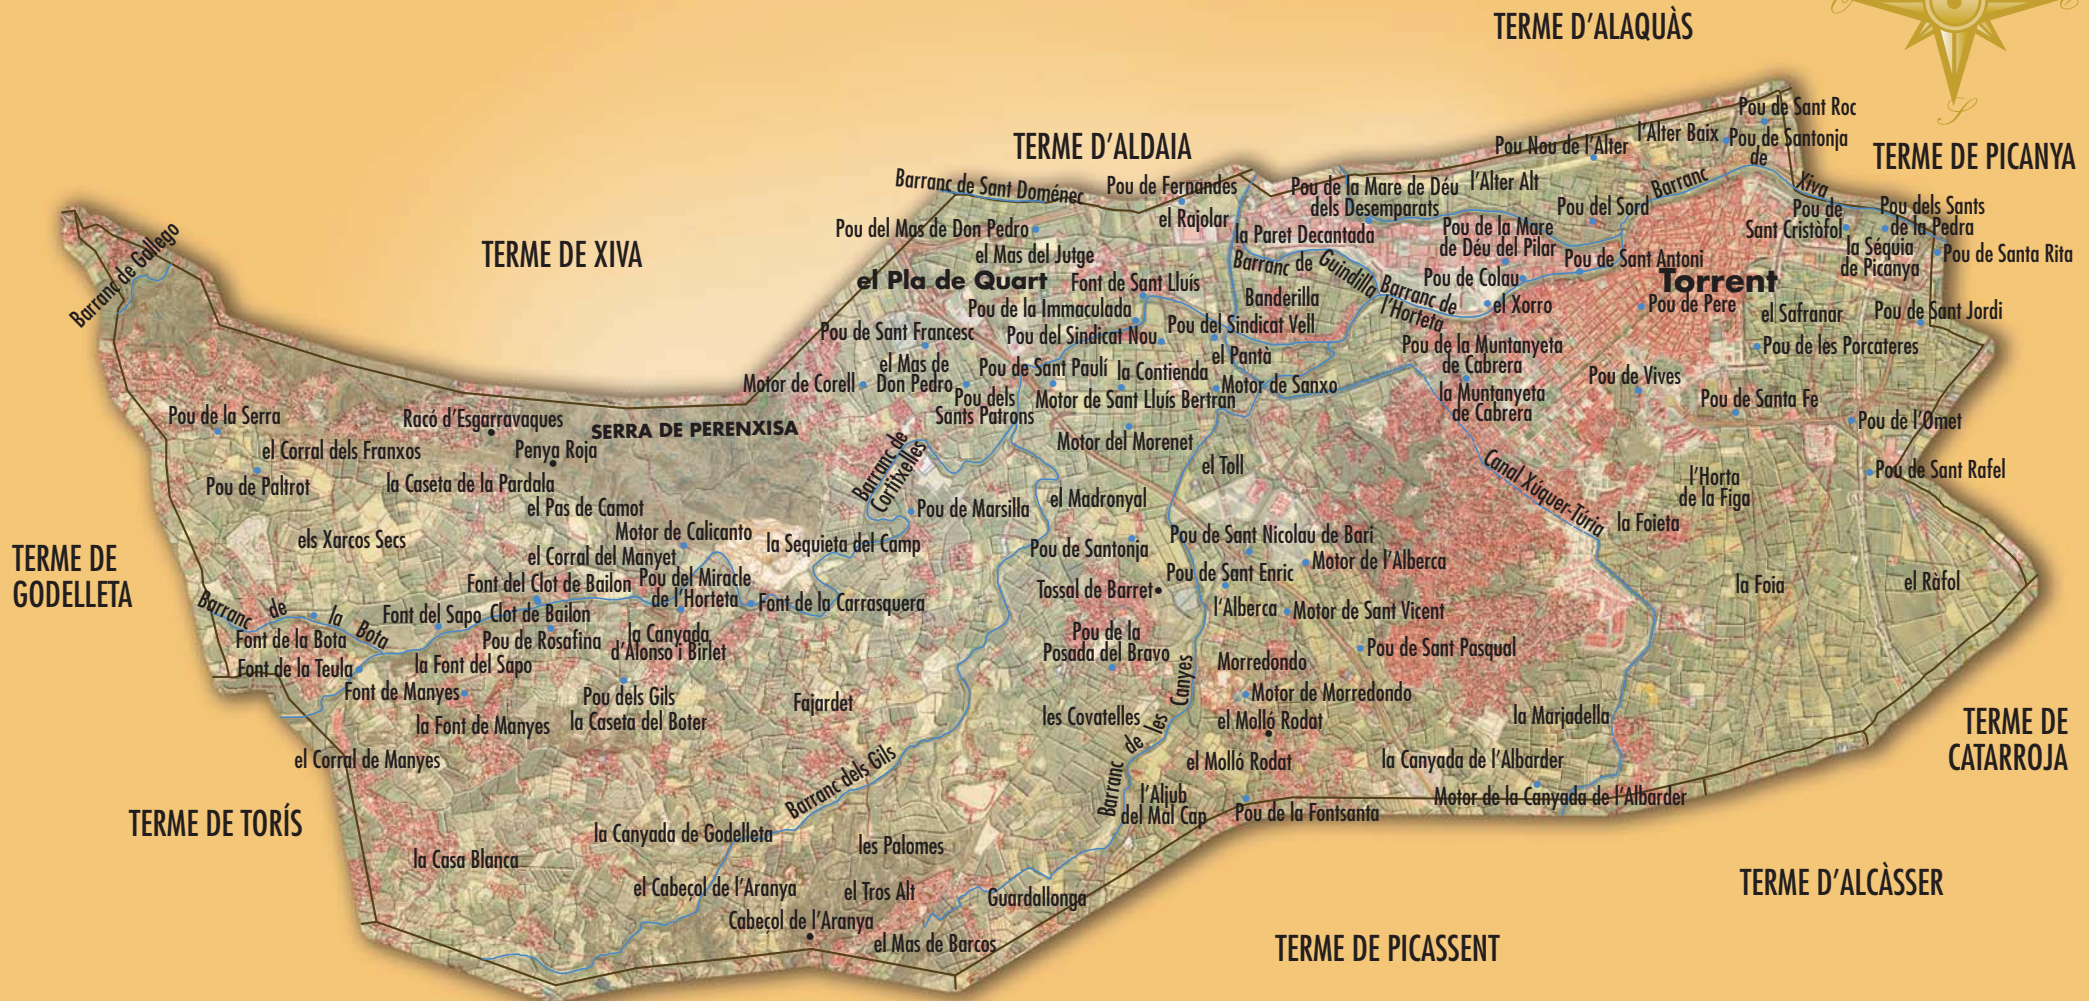 TERME D'ALAQUÀS
S
TERME D'ALDAIA
TERME DE PICANYA
TERME DE XIVA
TERME DE
GODELLETA
TERME DE TORÍS
TERME DE
CATARROJA
TERME D'ALCÀSSER
TERME DE PICASSENT
Pou de Sant Roc
l'Alter Baix
Pou de Santonja
Pou Nou de l'Alter
Barranc de Xiva
Barranc de Sant Doménec
Pou de Fernandes
Pou de la Mare de Déu
dels Desemparats
l'Alter Alt
el Rajolar
Pou del Sord
Pou de
Sant Cristòfol
Pou dels Sants
de la Pedra
Pou del Mas de Don Pedro
la Paret Decantada
Pou de la Mare
de Déu del Pilar
la Séquia
de Picanya
Pou de Santa Rita
el Mas del Jutge
Barranc de Guindilla
Pou de Sant Antoni
el Pla de Quart
Font de Sant Lluís
Pou de Colau
Torrent
Banderilla
Barranc de
l'Horteta
el Xorro
Pou de Pere
el Safranar
Pou de Sant Jordi
Pou de la Immaculada
Pou de Sant Francesc
Pou del Sindicat Nou
Pou del Sindicat Vell
el Pantà
Pou de la Muntanyeta
de Cabrera
Pou de les Porcateres
el Mas de
Don Pedro
Pou de Sant Paulí
la Contienda
Motor de Corell
Pou dels
Sants Patrons
Motor de Sanxo
Motor de Sant Lluís Bertran
la Muntanyeta
de Cabrera
Pou de Vives
Pou de Santa Fe
Pou de l'Omet
Barranc de Gallego
Pou de la Serra
Racó d'Esgarravaques
SERRA DE PERENXISA
Motor del Morenet
el Corral dels Franxos
Penya Roja
Barranc de
Cortitxelles
el Toll
Canal Xúquer-Túria
l'Horta
de la Figa
Pou de Sant Rafel
Pou de Paltrot
la Caseta de la Pardala
el Pas de Camot
Pou de Marsilla
el Madronyal
la Foieta
els Xarcos Secs
Motor de Calicanto
la Sequieta del Camp
Pou de Santonja
Pou de Sant Nicolau de Bari
el Corral del Manyet
Motor de l'Alberca
Font del Clot de Bailon
Pou del Miracle
de l'Horteta
Pou de Sant Enric
Tossal de Barret
la Foia
el Ràfol
Barranc de la Bota
Font del Sapo
Clot de Bailon
Font de la Carrasquera
l'Alberca
Motor de Sant Vicent
Font de la Bota
Pou de Rosafina
la Canyada
d'Alonso i Birlet
Pou de la
Posada del Bravo
Pou de Sant Pasqual
Font de la Teula
la Font del Sapo
Morredondo
Font de Manyes
Pou dels Gils
Fajardet
Motor de Morredondo
la Font de Manyes
la Caseta del Boter
les Covatelles
Barranc de les Canyes
el Molló Rodat
la Marjadella
el Corral de Manyes
Barranc dels Gils
el Molló Rodat
la Canyada de l'Albarder
l'Aljub
del Mal Cap
Motor de la Canyada de l'Albarder
Pou de la Fontsanta
la Canyada de Godelleta
les Palomes
la Casa Blanca
el Cabeçol de l'Aranya
el Tros Alt
Guardallonga
Cabeçol de l'Aranya
el Mas de Barcos